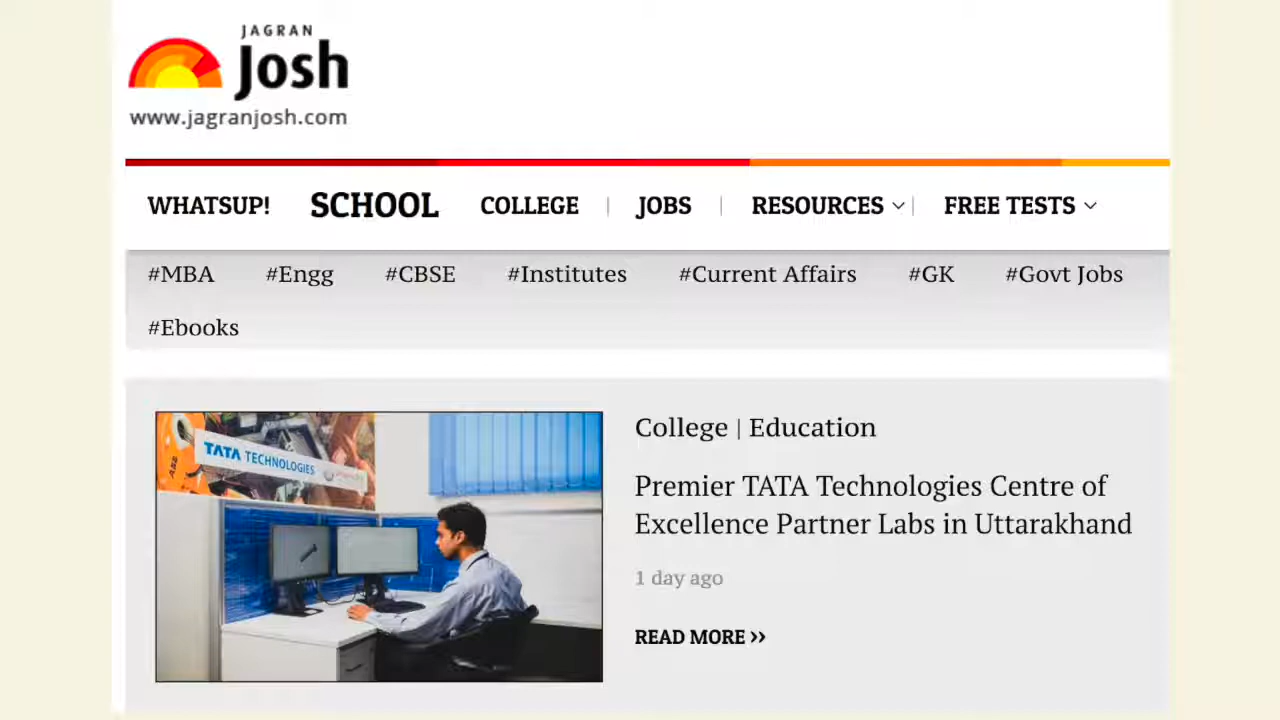 JAGRAN
Josh
www.jagranjosh.com
WHATSUP! SCHOOL COLLEGE | JOBS | RESOURCES | FREE TESTS
#MBA #Engg #CBSE #Institutes #Current Affairs #GK #Govt Jobs
#Ebooks
TATA TECHNOLOGIES
ABB
College | Education
Premier TATA Technologies Centre of
Excellence Partner Labs in Uttarakhand
1 day ago
READ MORE >>